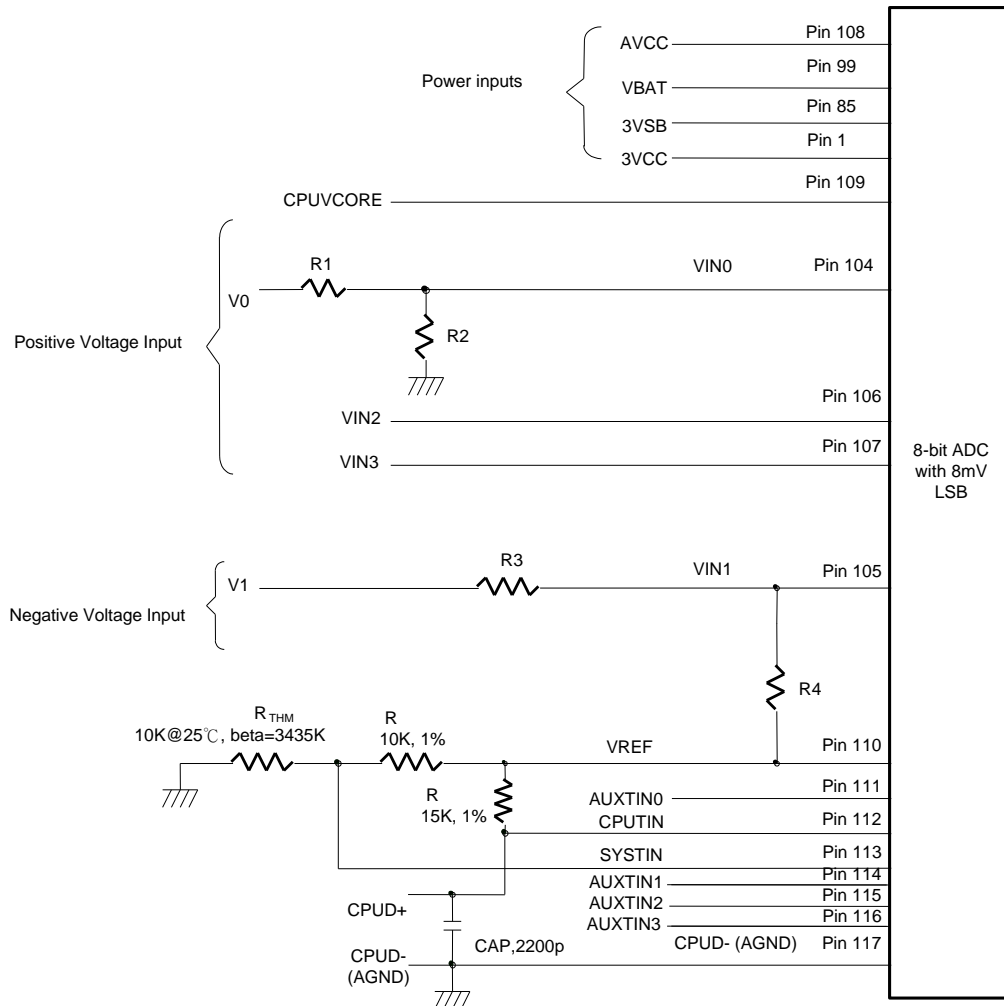 AVCC
Pin 108
Power inputs
VBAT
Pin 99
3VSB
Pin 85
3VCC
Pin 1
CPUVCORE
Pin 109
R1
VIN0
Pin 104
V0
R2
Positive Voltage Input
VIN2
Pin 106
VIN3
Pin 107
8-bit ADC
with 8mV
LSB
R3
V1
VIN1
Pin 105
Negative Voltage Input
R4
RTHM
10K@25℃, beta=3435K
R
10K, 1%
VREF
Pin 110
R
15K, 1%
AUXTIN0
Pin 111
CPUTIN
Pin 112
SYSTIN
Pin 113
AUXTIN1
Pin 114
AUXTIN2
Pin 115
AUXTIN3
Pin 116
CPUD+
CAP,2200p
CPUD-
(AGND)
CPUD- (AGND)
Pin 117